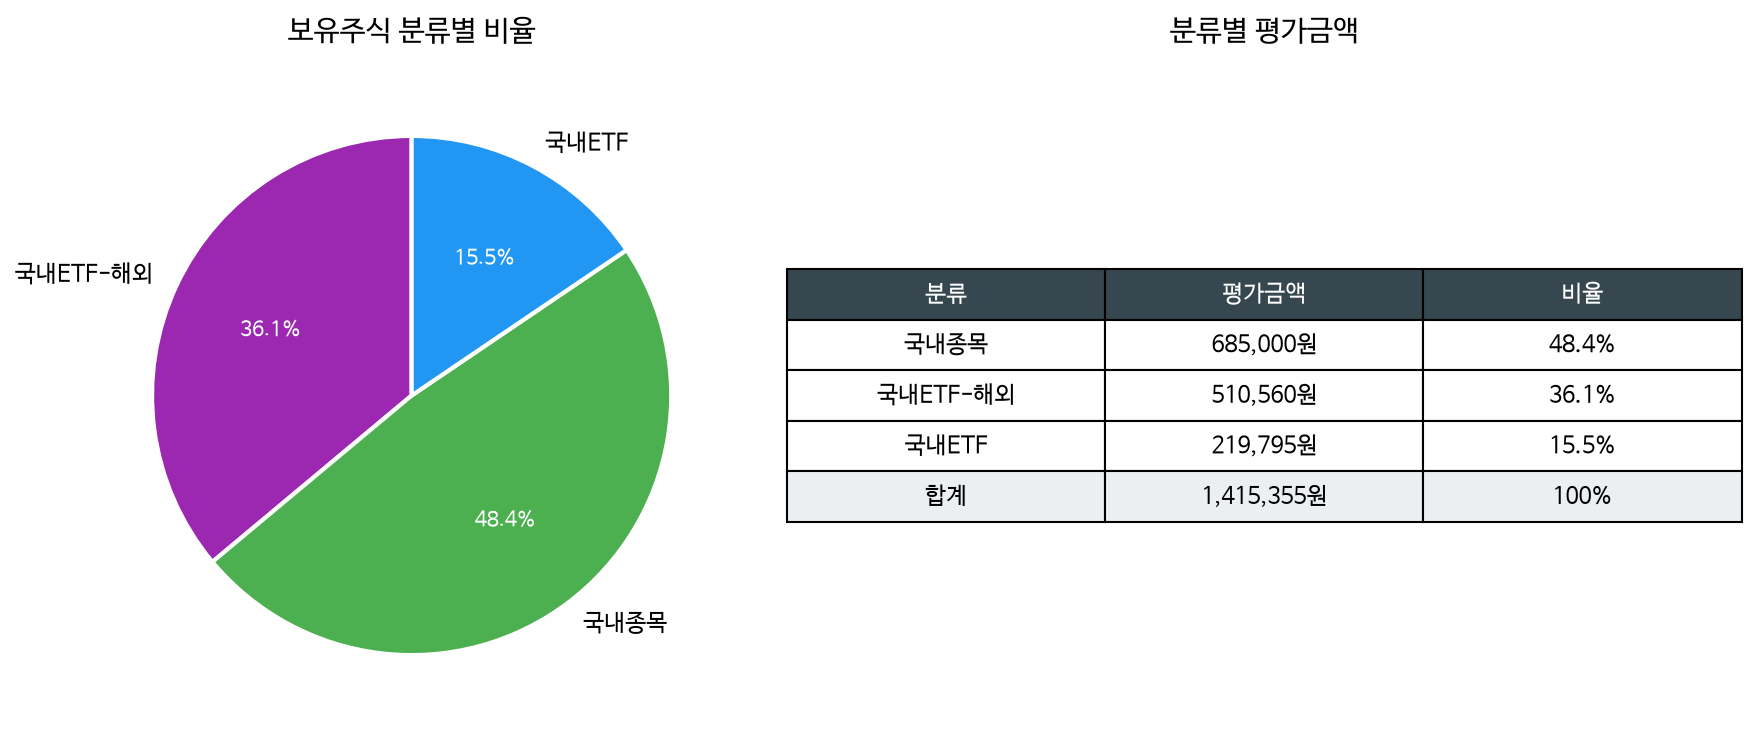 보유주식 분류별 비율
국내ETF
15.5%
국내ETF-해외
36.1%
48.4%
국내종목
분류별 평가금액
분류 평가금액 비율
국내종목 685,000원 48.4%
국내ETF-해외 510,560원 36.1%
국내ETF 219,795원 15.5%
합계 1,415,355원 100%